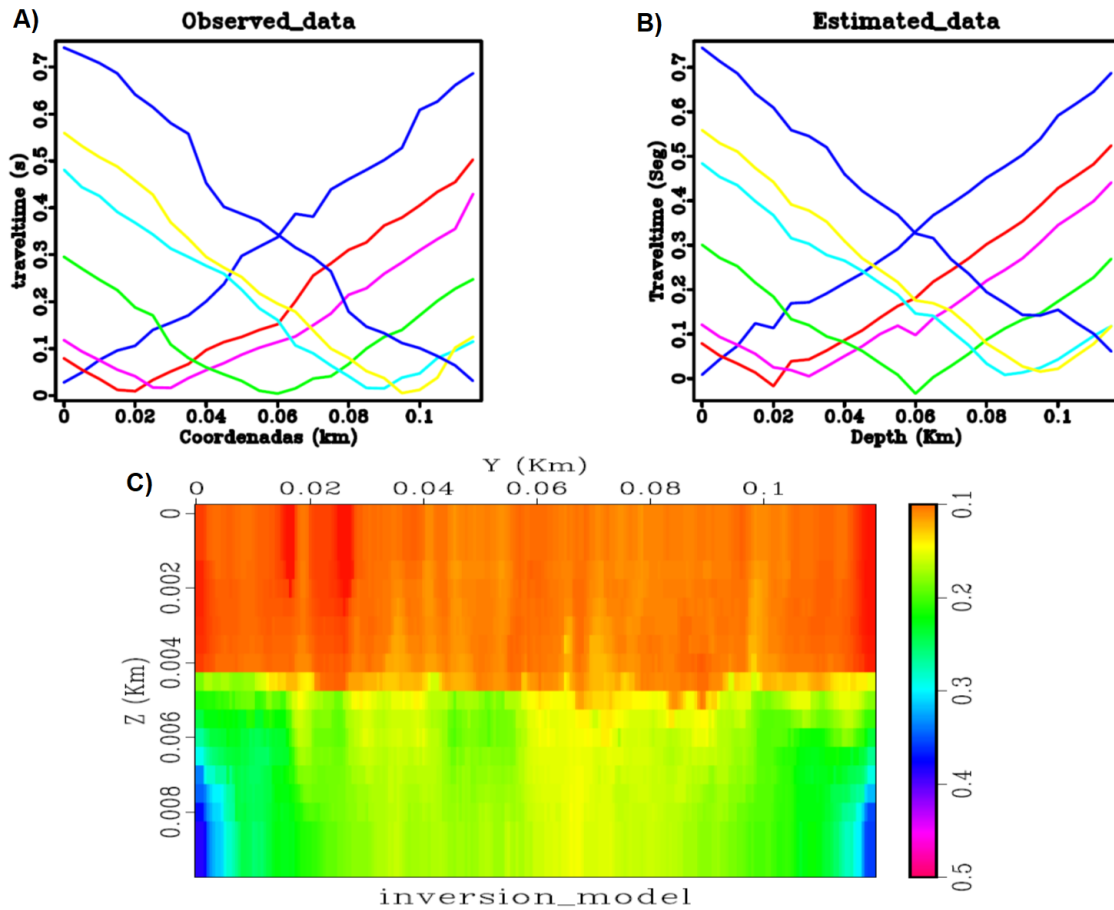 A)
Observed_data
traveltime (s)
0.7
0.6
0.5
0.4
0.3
0.2
0.1
0
0 0.02 0.04 0.06 0.08 0.1
Coordenadas (km)
B)
Estimated_data
Traveltime (Seg)
0.7
0.6
0.5
0.4
0.3
0.2
0.1
0
0 0.02 0.04 0.06 0.08 0.1
Depth (Km)
C)
Y (Km)
0 0.02 0.04 0.06 0.08 0.1
Z (Km)
0
0.002
0.004
0.006
0.008
inversion_model
0.1
0.2
0.3
0.4
0.5